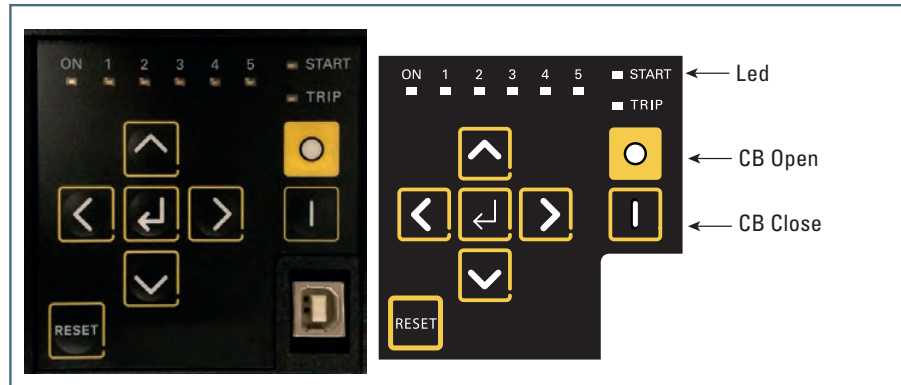 ON 1 2 3 4 5 START
TRIP
RESET
ON 1 2 3 4 5 START
TRIP
RESET
Led
CB Open
CB Close